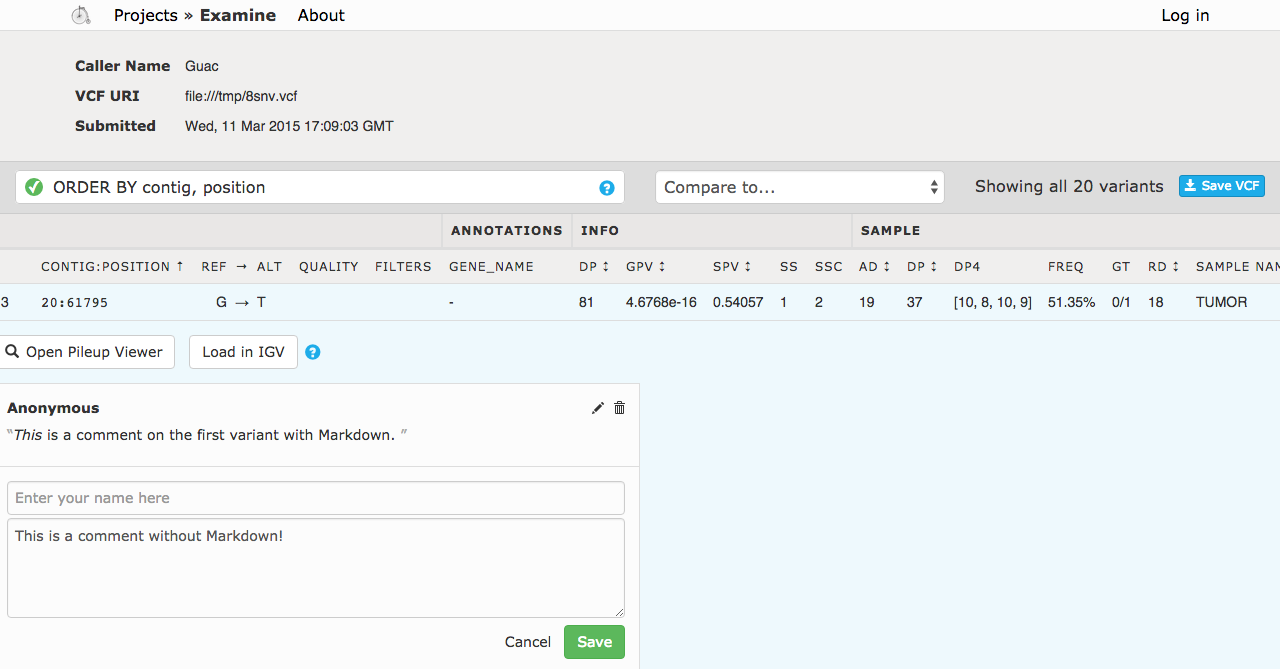 Projects » Examine About Log in
Caller Name Guac
VCF URI file:///tmp/8snv.vcf
Submitted Wed, 11 Mar 2015 17:09:03 GMT
ORDER BY contig, position ? Compare to... Showing all 20 variants Save VCF
ANNOTATIONS INFO SAMPLE
CONTIG:POSITION ↑ REF → ALT QUALITY FILTERS GENE_NAME DP ↕ GPV ↕ SPV ↕ SS SSC AD ↕ DP ↕ DP4 FREQ GT RD ↕ SAMPLE NAM
3 20:61795 G → T - 81 4.6768e-16 0.54057 1 2 19 37 [10, 8, 10, 9] 51.35% 0/1 18 TUMOR
Open Pileup Viewer Load in IGV ?
Anonymous
“This is a comment on the first variant with Markdown. ”
Enter your name here
This is a comment without Markdown!
Cancel Save